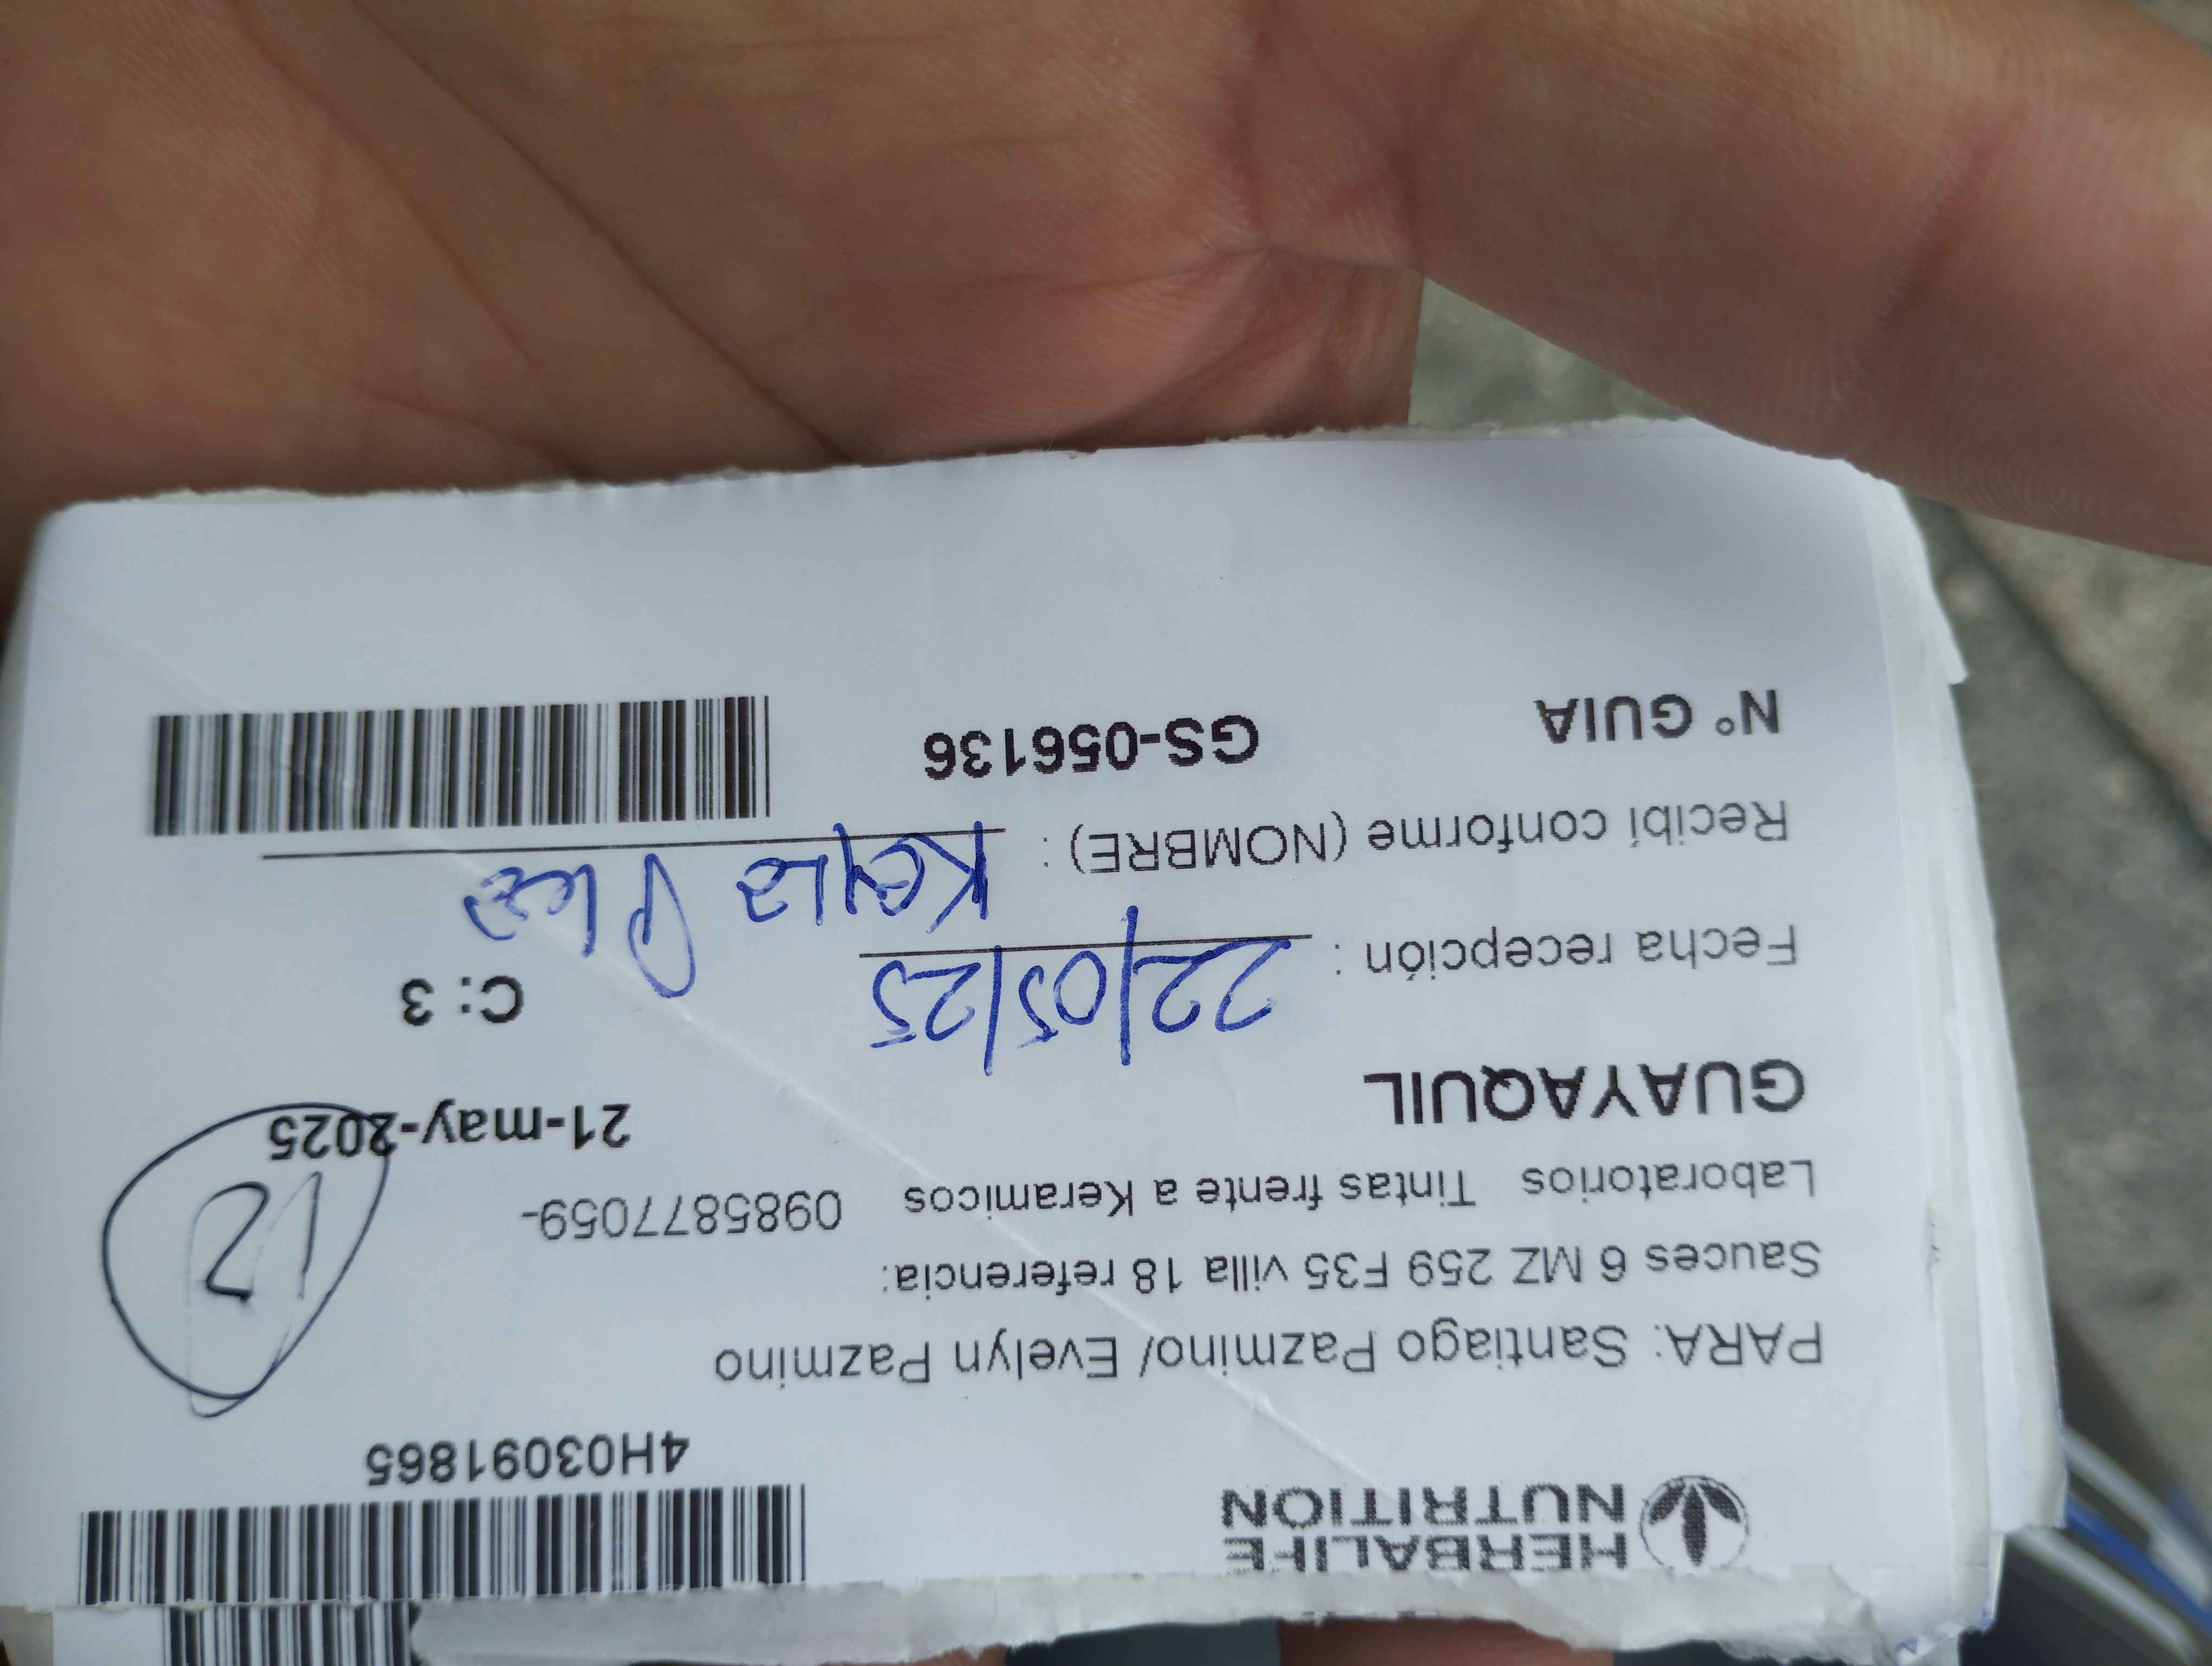 HERBALIFE
NUTRITION
4H03091865
PARA: Santiago Pazmino/ Evelyn Pazmino
Sauces 6 MZ 259 F35 villa 18 referencia:
Laboratorios Tintas frente a Keramicos 0985877059-
12
GUAYAQUIL 21-may-2025
Fecha recepción : 22/05/25 C: 3
Recibí conforme (NOMBRE) : Keyla
N° GUIA GS-056136